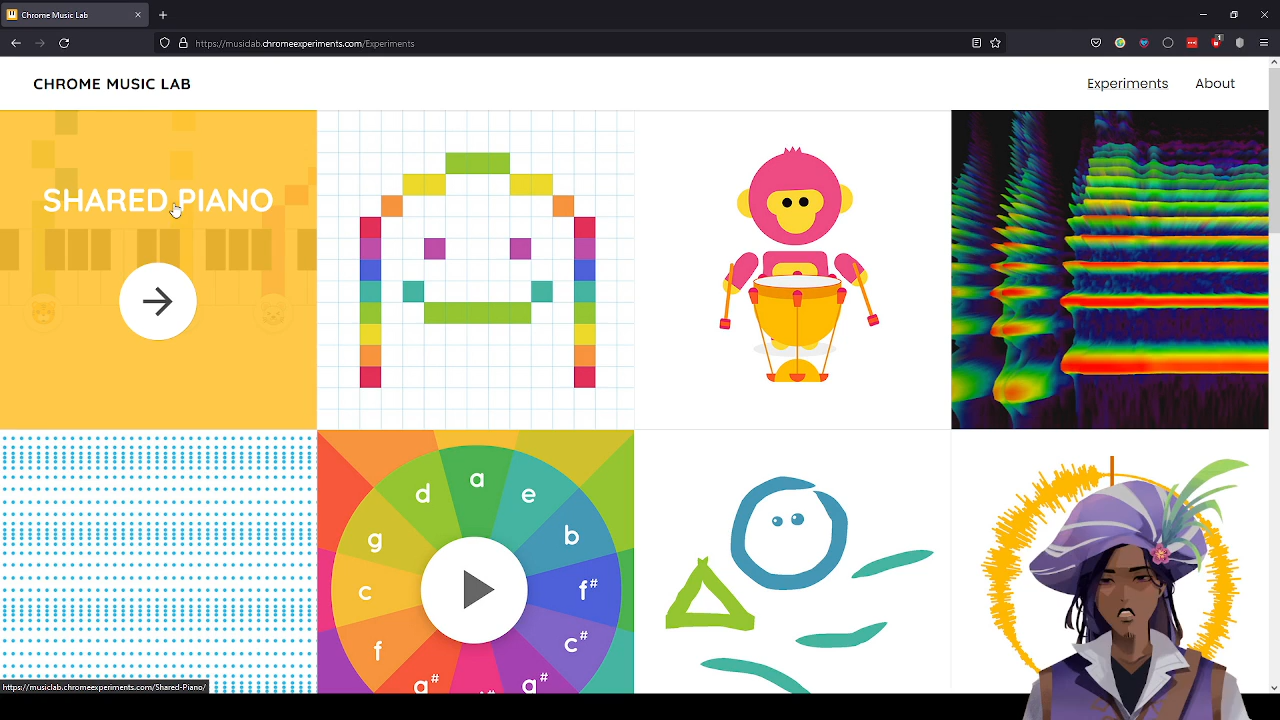 Chrome Music Lab
https://musiclab.chromeexperiments.com/Experiments
CHROME MUSIC LAB
Experiments
About
SHARED PIANO
a
d
e
g
b
c
f#
f
c#
a#
g#
https://musiclab.chromeexperiments.com/Shared-Piano/